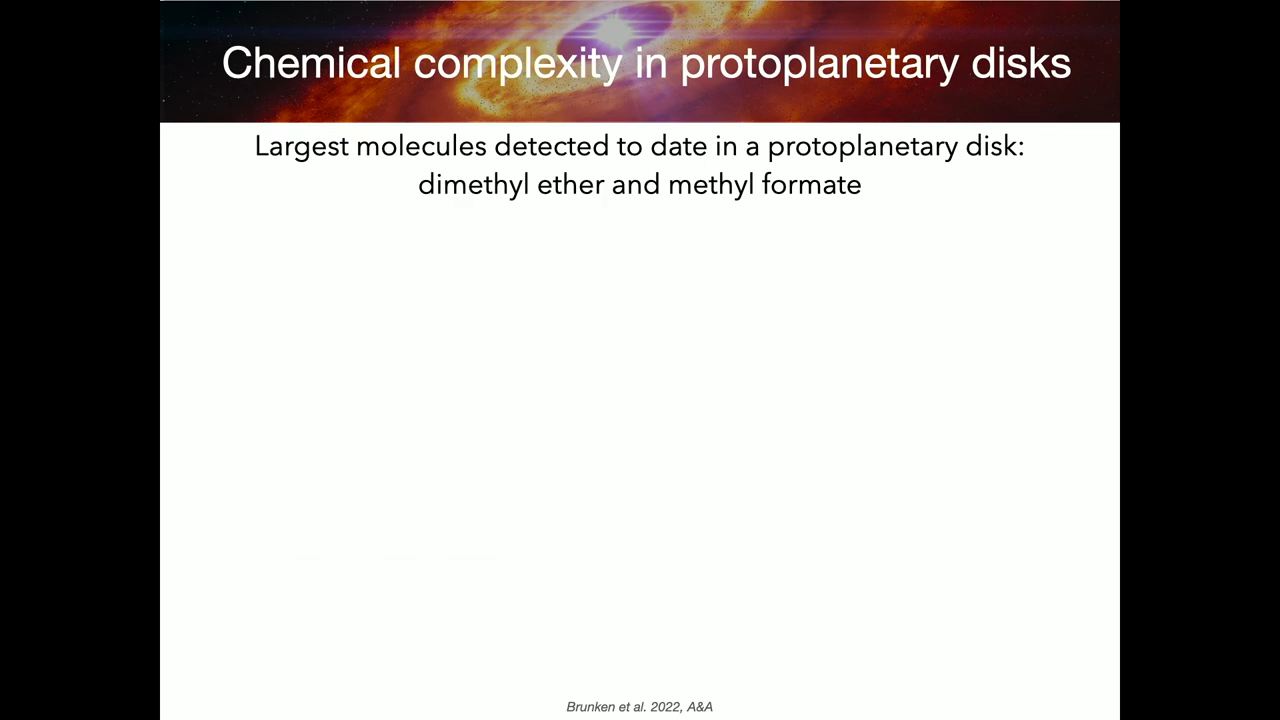 Chemical complexity in protoplanetary disks
Largest molecules detected to date in a protoplanetary disk:
dimethyl ether and methyl formate
Brunken et al. 2022, A&A